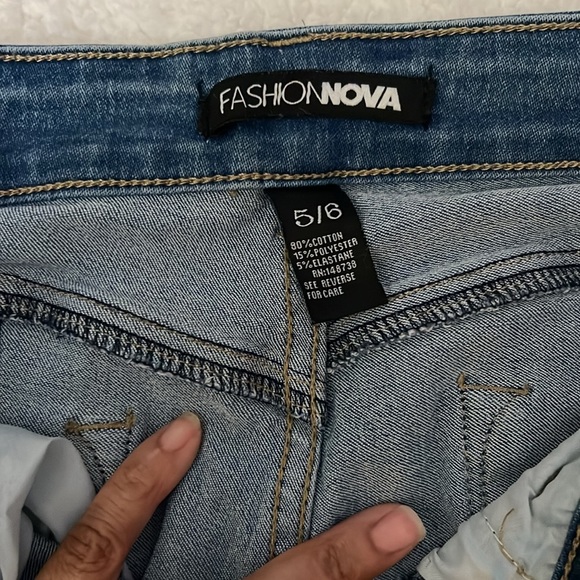 FASHIONNOVA
5/6
80%COTTON
15%POLYESTER
5%ELASTANE
RN:148738
SEE REVERSE
FOR CARE